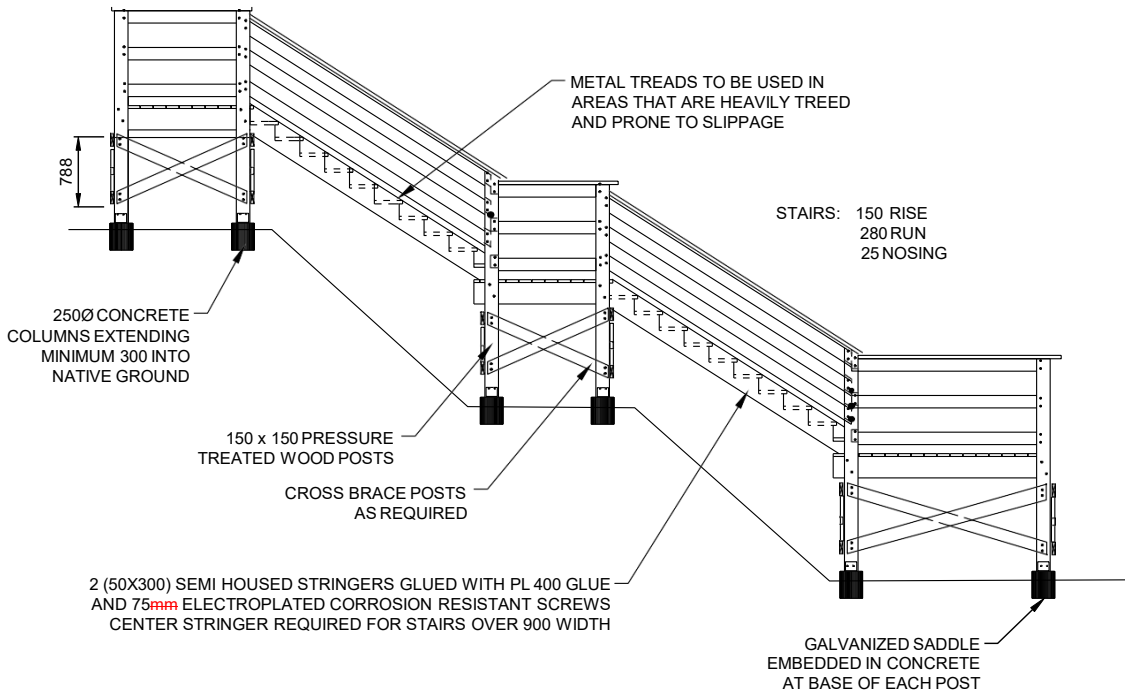 METAL TREADS TO BE USED IN
AREAS THAT ARE HEAVILY TREED
AND PRONE TO SLIPPAGE
788
STAIRS: 150 RISE
280 RUN
25 NOSING
250Ø CONCRETE
COLUMNS EXTENDING
MINIMUM 300 INTO
NATIVE GROUND
150 x 150 PRESSURE
TREATED WOOD POSTS
CROSS BRACE POSTS
AS REQUIRED
2 (50X300) SEMI HOUSED STRINGERS GLUED WITH PL 400 GLUE
AND 75mm ELECTROPLATED CORROSION RESISTANT SCREWS
CENTER STRINGER REQUIRED FOR STAIRS OVER 900 WIDTH
GALVANIZED SADDLE
EMBEDDED IN CONCRETE
AT BASE OF EACH POST